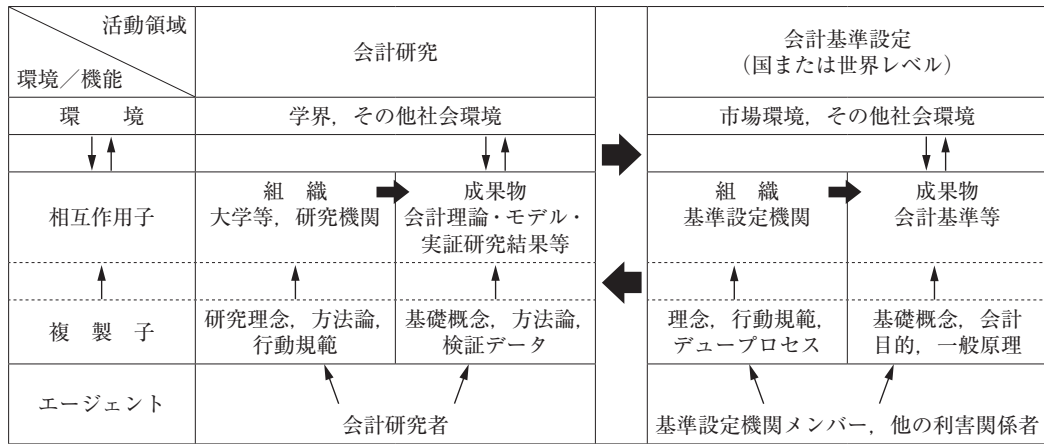 活動領域
環境／機能
会計研究
会計基準設定
（国または世界レベル）
環　境
学界，その他社会環境
市場環境，その他社会環境
相互作用子
組　織
大学等，研究機関
成果物
会計理論・モデル・
実証研究結果等
組　織
基準設定機関
成果物
会計基準等
複　製　子
研究理念，方法論，
行動規範
基礎概念，方法論，
検証データ
理念，行動規範，
デュープロセス
基礎概念，会計
目的，一般原理
エージェント
会計研究者
基準設定機関メンバー，他の利害関係者